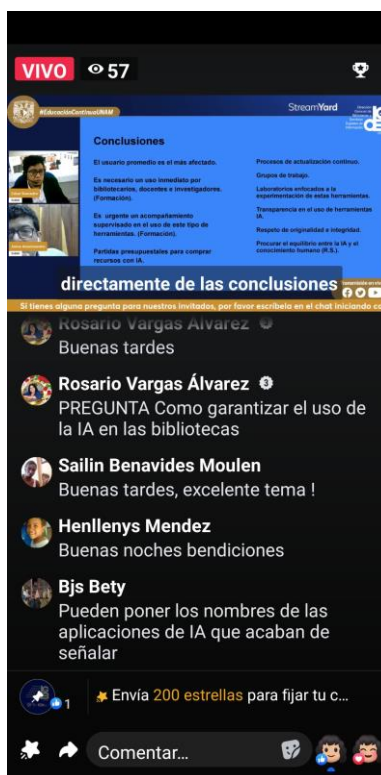 VIVO 57
#EducaciónContinuaUNAM
StreamYard
Conclusiones
El usuario promedio es el más afectado.
Es necesario un uso inmediato por
bibliotecarios, docentes e investigadores.
(Formación).
Es urgente un acompañamiento
supervisado en el uso de este tipo de
herramientas. (Formación).
Partidas presupuestales para comprar
recursos con IA.
Procesos de actualización continuo.
Grupos de trabajo.
Laboratorios enfocados a la
experimentación de estas herramientas.
Transparencia en el uso de herramientas
IA.
Respeto de originalidad e integridad.
Procurar el equilibrio entre la IA y el
conocimiento humano (R.S.).
directamente de las conclusiones
Si tienes alguna pregunta para nuestros invitados, por favor escríbela en el chat iniciando co
Rosario Vargas Álvarez
Buenas tardes
Rosario Vargas Álvarez
PREGUNTA Como garantizar el uso de
la IA en las bibliotecas
Sailin Benavides Moulen
Buenas tardes, excelente tema !
Henllenys Mendez
Buenas noches bendiciones
Bjs Bety
Pueden poner los nombres de las
aplicaciones de IA que acaban de
señalar
1
Envía 200 estrellas para fijar tu c...
Comentar...